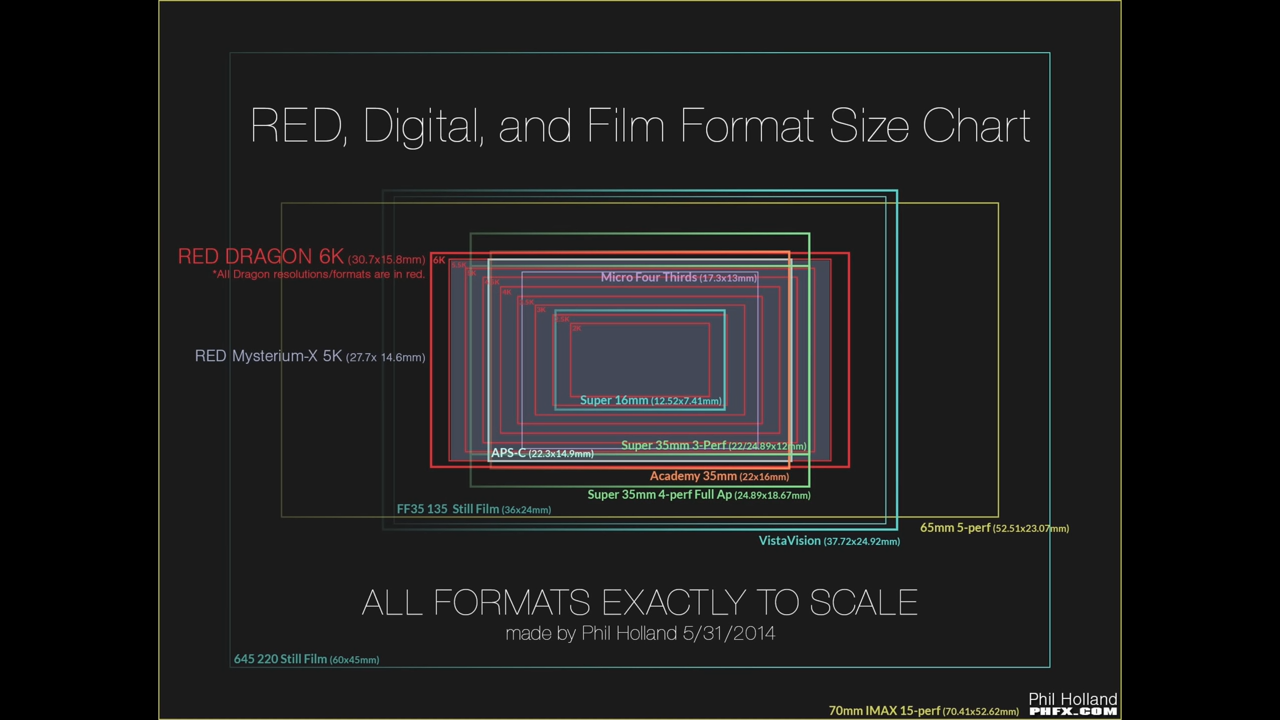 RED, Digital, and Film Format Size Chart
RED DRAGON 6K (30.7x15.8mm)
*All Dragon resolutions/formats are in red.
6K
4K
3K
2K
Micro Four Thirds (17.3x13mm)
RED Mysterium-X 5K (27.7x 14.6mm)
Super 16mm (12.52x7.41mm)
Super 35mm 3-Perf (22/24.89x12mm)
APS-C (22.3x14.9mm)
Academy 35mm (22x16mm)
Super 35mm 4-perf Full Ap (24.89x18.67mm)
FF35 135 Still Film (36x24mm)
65mm 5-perf (52.51x23.07mm)
VistaVision (37.72x24.92mm)
ALL FORMATS EXACTLY TO SCALE
made by Phil Holland 5/31/2014
645 220 Still Film (60x45mm)
Phil Holland
PHFX.COM
70mm IMAX 15-perf (70.41x52.62mm)